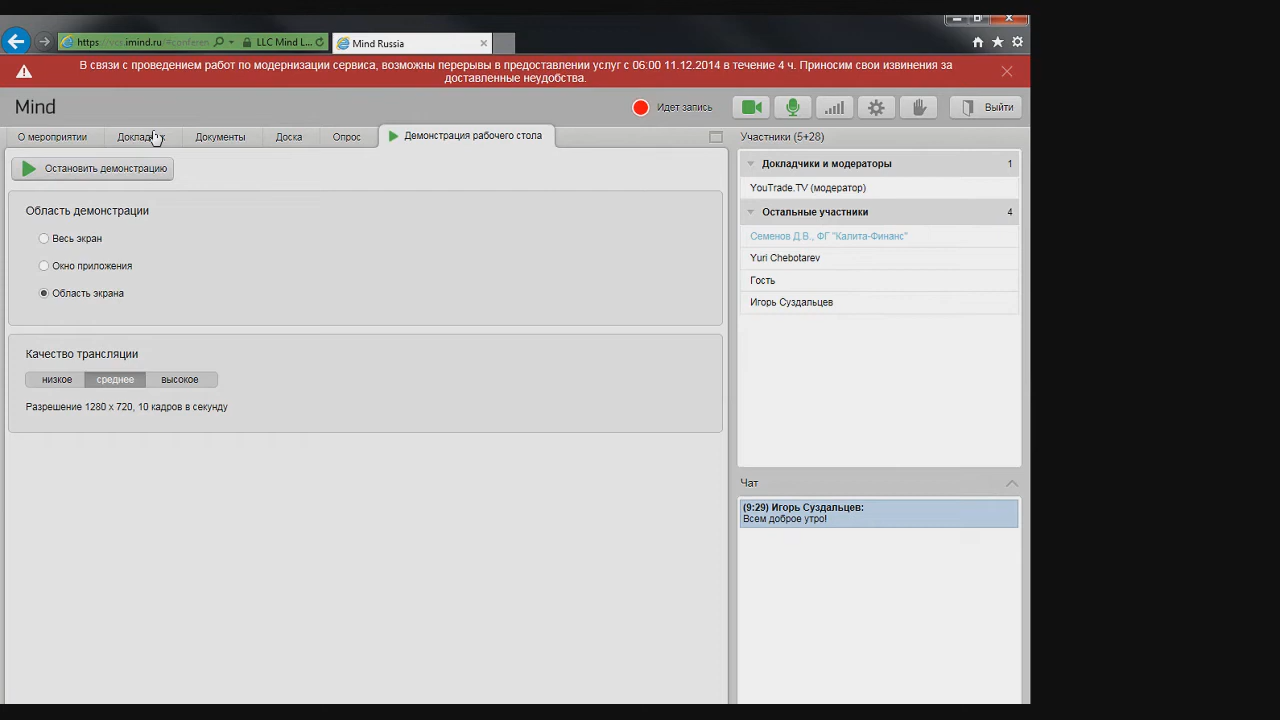 https://vcs.imind.ru/#conferen
LLC Mind L...
Mind Russia
В связи с проведением работ по модернизации сервиса, возможны перерывы в предоставлении услуг с 06:00 11.12.2014 в течение 4 ч. Приносим свои извинения за
доставленные неудобства.
Mind
Идет запись
Выйти
О мероприятии
Документы
Доска
Опрос
Демонстрация рабочего стола
Участники (5+28)
Остановить демонстрацию
Докладчики и модераторы 1
YouTrade.TV (модератор)
Остальные участники 4
Семенов Д.В., ФГ "Калита-Финанс"
Yuri Chebotarev
Гость
Игорь Суздальцев
Область демонстрации
Весь экран
Окно приложения
Область экрана
Качество трансляции
низкое
среднее
высокое
Разрешение 1280 x 720, 10 кадров в секунду
Чат
(9:29) Игорь Суздальцев:
Всем доброе утро!